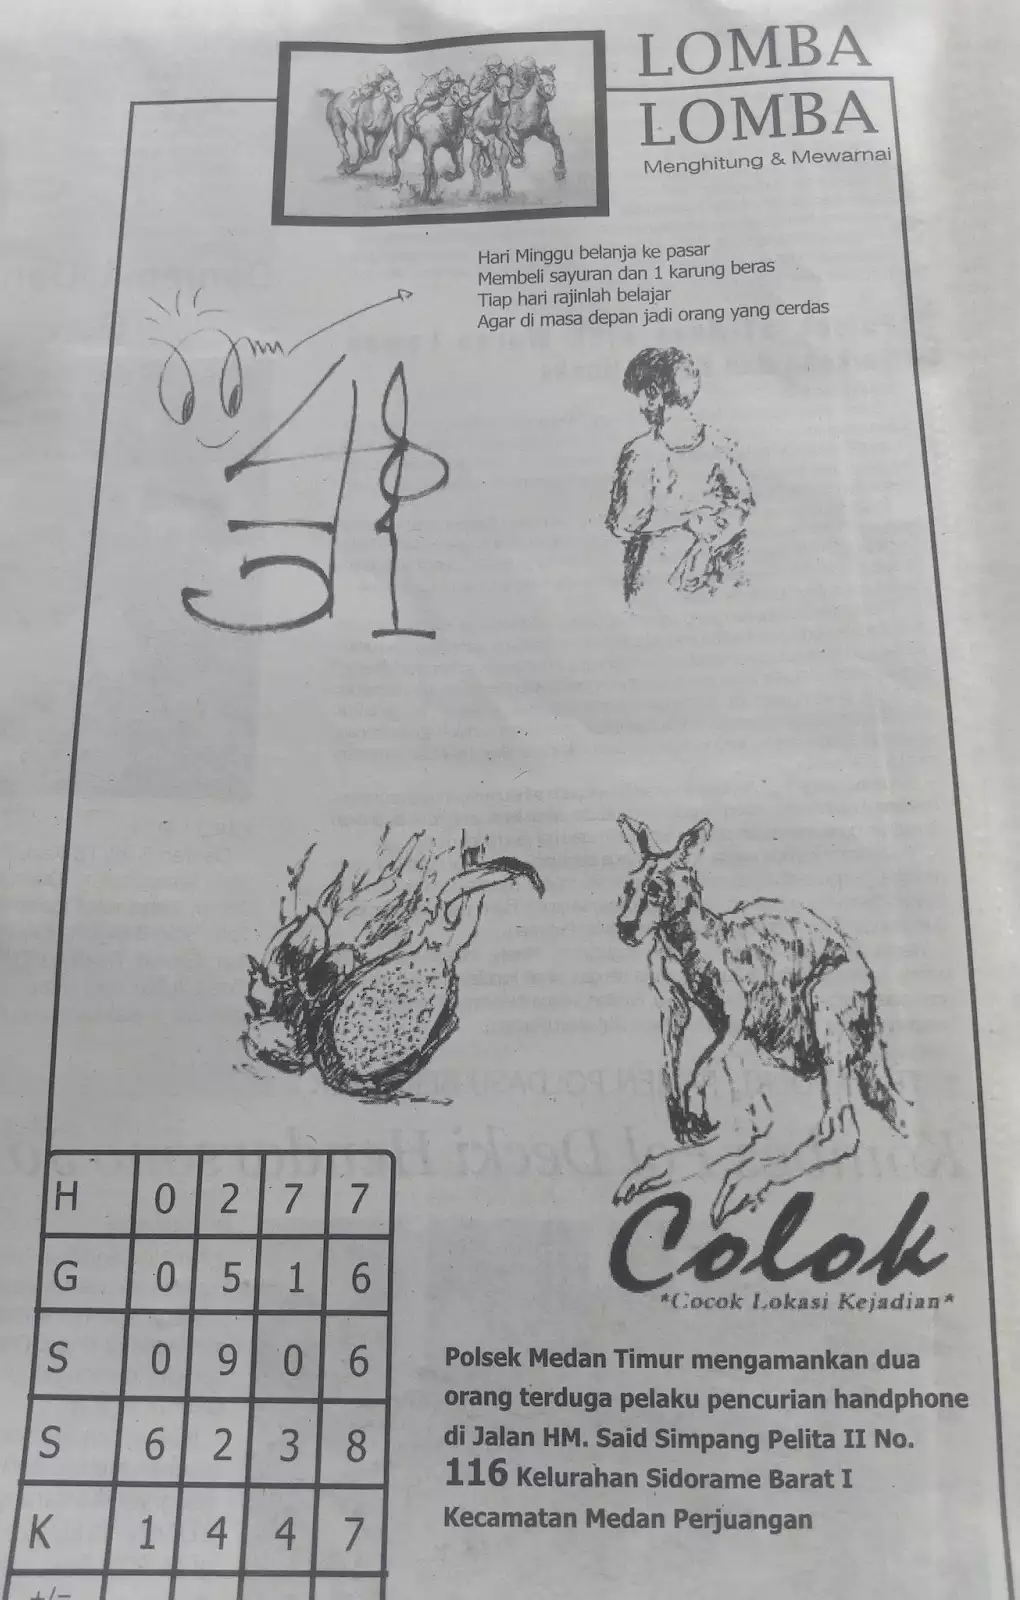 LOMBA
LOMBA
Menghitung & Mewarnai
Hari Minggu belanja ke pasar
Membeli sayuran dan 1 karung beras
Tiap hari rajinlah belajar
Agar di masa depan jadi orang yang cerdas
H 0 2 7 7
G 0 5 1 6
S 0 9 0 6
S 6 2 3 8
K 1 4 4 7
+/=
Colok
*Cocok Lokasi Kejadian*
Polsek Medan Timur mengamankan dua
orang terduga pelaku pencurian handphone
di Jalan HM. Said Simpang Pelita II No.
116 Kelurahan Sidorame Barat I
Kecamatan Medan Perjuangan